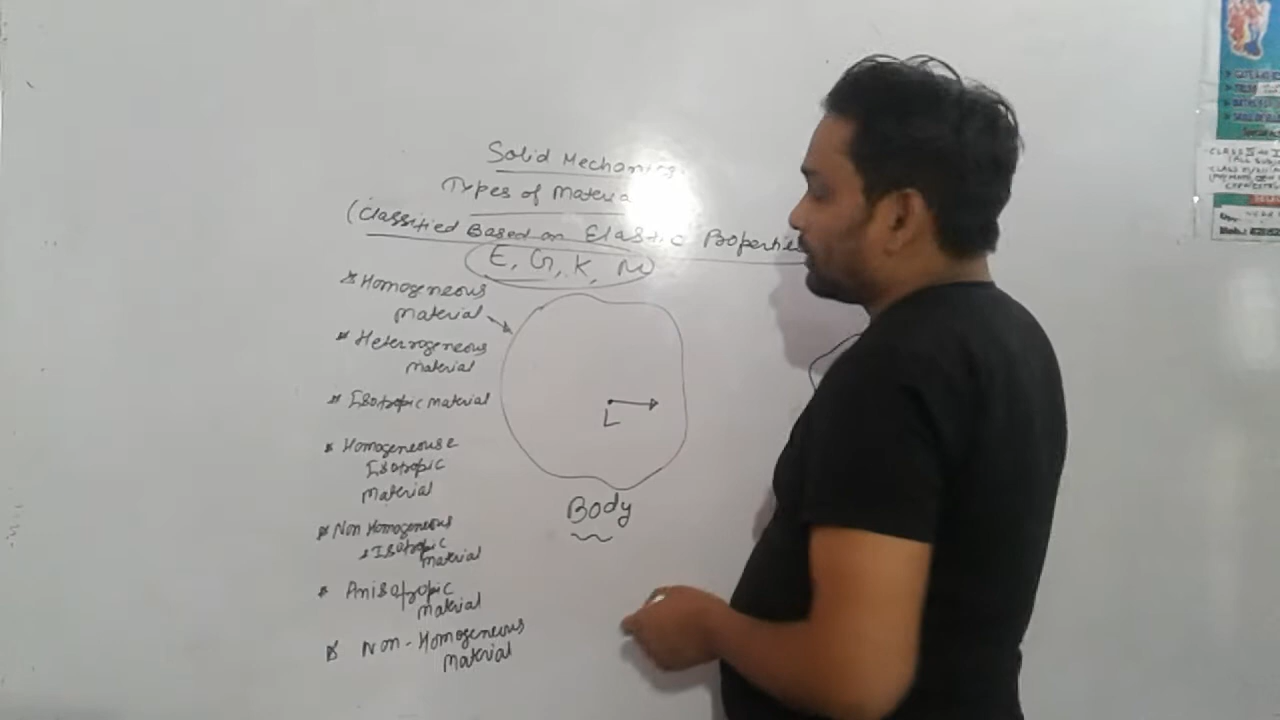 Solid Mechanics
Types of Materia
(Classified Based on Elastic Properties
E, G, K, μ
* Homogeneous
material
* Heterogeneous
material
* Isotropic material
* Homogeneous &
Isotropic
material
* Non Homogeneous
& Isotropic
material
* Anisotropic
material
* Non-Homogeneous
material
L
Body